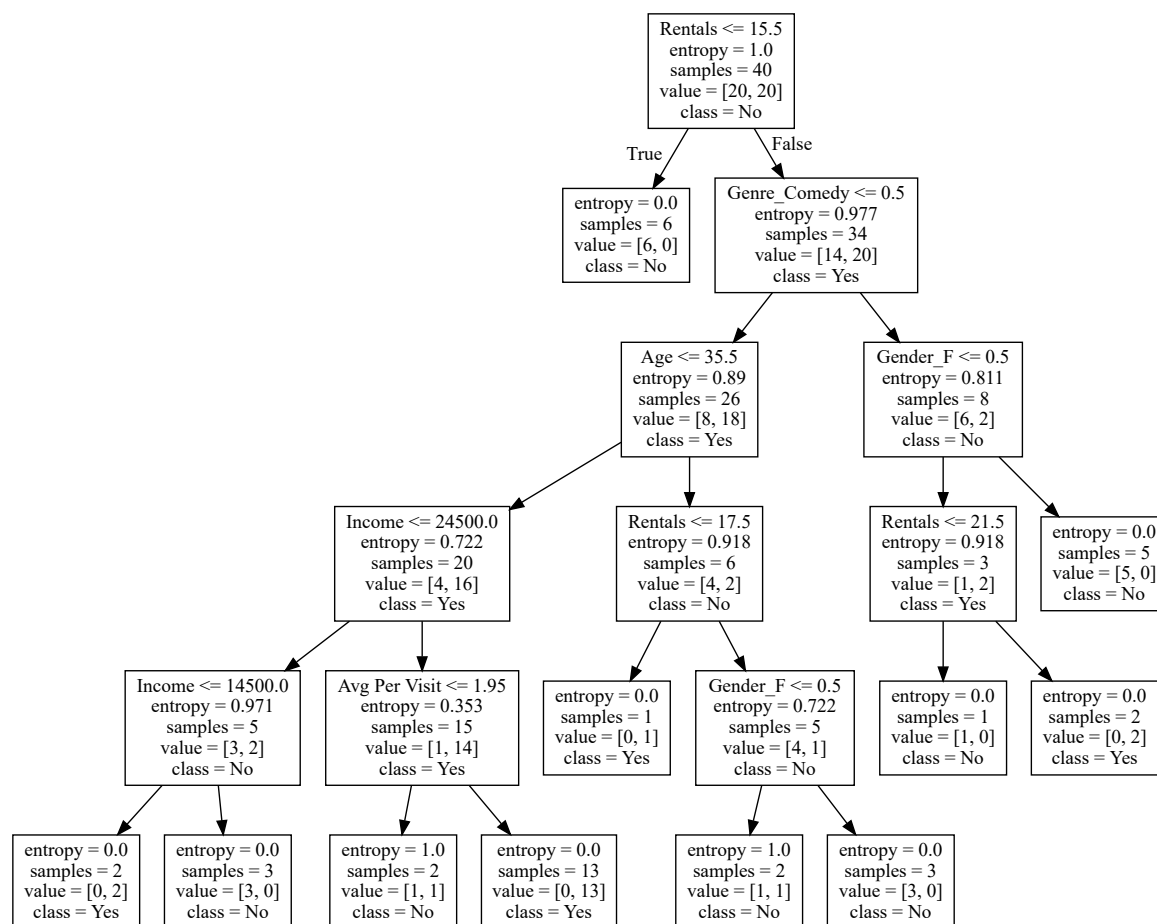 Rentals <= 15.5
entropy = 1.0
samples = 40
value = [20, 20]
class = No
True
False
entropy = 0.0
samples = 6
value = [6, 0]
class = No
Genre_Comedy <= 0.5
entropy = 0.977
samples = 34
value = [14, 20]
class = Yes
Age <= 35.5
entropy = 0.89
samples = 26
value = [8, 18]
class = Yes
Gender_F <= 0.5
entropy = 0.811
samples = 8
value = [6, 2]
class = No
Income <= 24500.0
entropy = 0.722
samples = 20
value = [4, 16]
class = Yes
Rentals <= 17.5
entropy = 0.918
samples = 6
value = [4, 2]
class = No
Rentals <= 21.5
entropy = 0.918
samples = 3
value = [1, 2]
class = Yes
entropy = 0.0
samples = 5
value = [5, 0]
class = No
Income <= 14500.0
entropy = 0.971
samples = 5
value = [3, 2]
class = No
Avg Per Visit <= 1.95
entropy = 0.353
samples = 15
value = [1, 14]
class = Yes
entropy = 0.0
samples = 1
value = [0, 1]
class = Yes
Gender_F <= 0.5
entropy = 0.722
samples = 5
value = [4, 1]
class = No
entropy = 0.0
samples = 1
value = [1, 0]
class = No
entropy = 0.0
samples = 2
value = [0, 2]
class = Yes
entropy = 0.0
samples = 2
value = [0, 2]
class = Yes
entropy = 0.0
samples = 3
value = [3, 0]
class = No
entropy = 1.0
samples = 2
value = [1, 1]
class = No
entropy = 0.0
samples = 13
value = [0, 13]
class = Yes
entropy = 1.0
samples = 2
value = [1, 1]
class = No
entropy = 0.0
samples = 3
value = [3, 0]
class = No